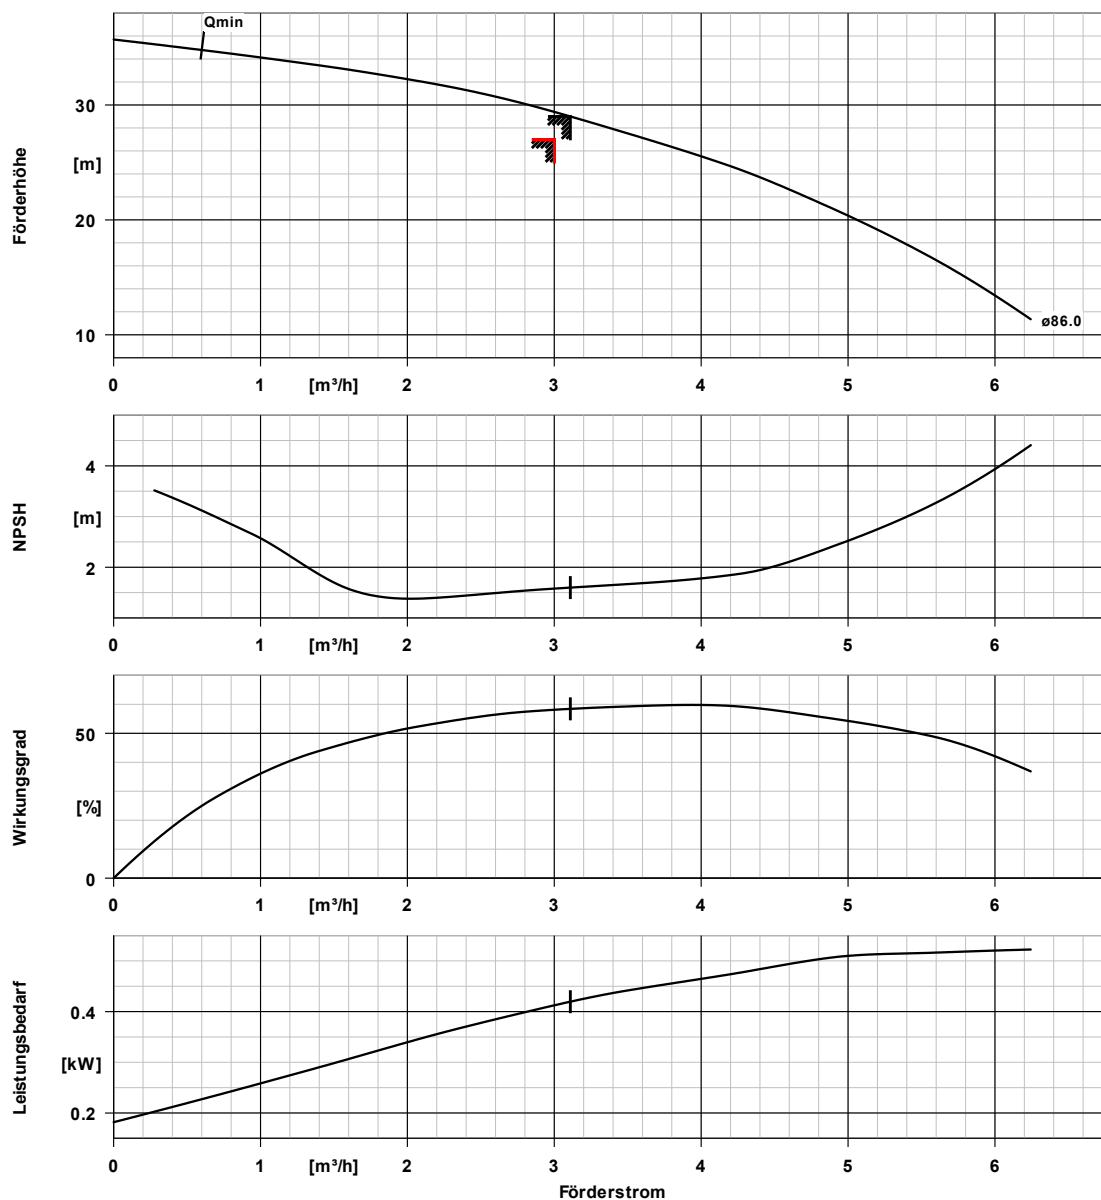 Qmin
Förderhöhe
[m]
30
20
10
ø86.0
0 1 [m³/h] 2 3 4 5 6
NPSH
[m]
4
2
0 1 [m³/h] 2 3 4 5 6
Wirkungsgrad
[%]
50
0
0 1 [m³/h] 2 3 4 5 6
Leistungsbedarf
[kW]
0.4
0.2
0 1 [m³/h] 2 3 4 5 6
Förderstrom